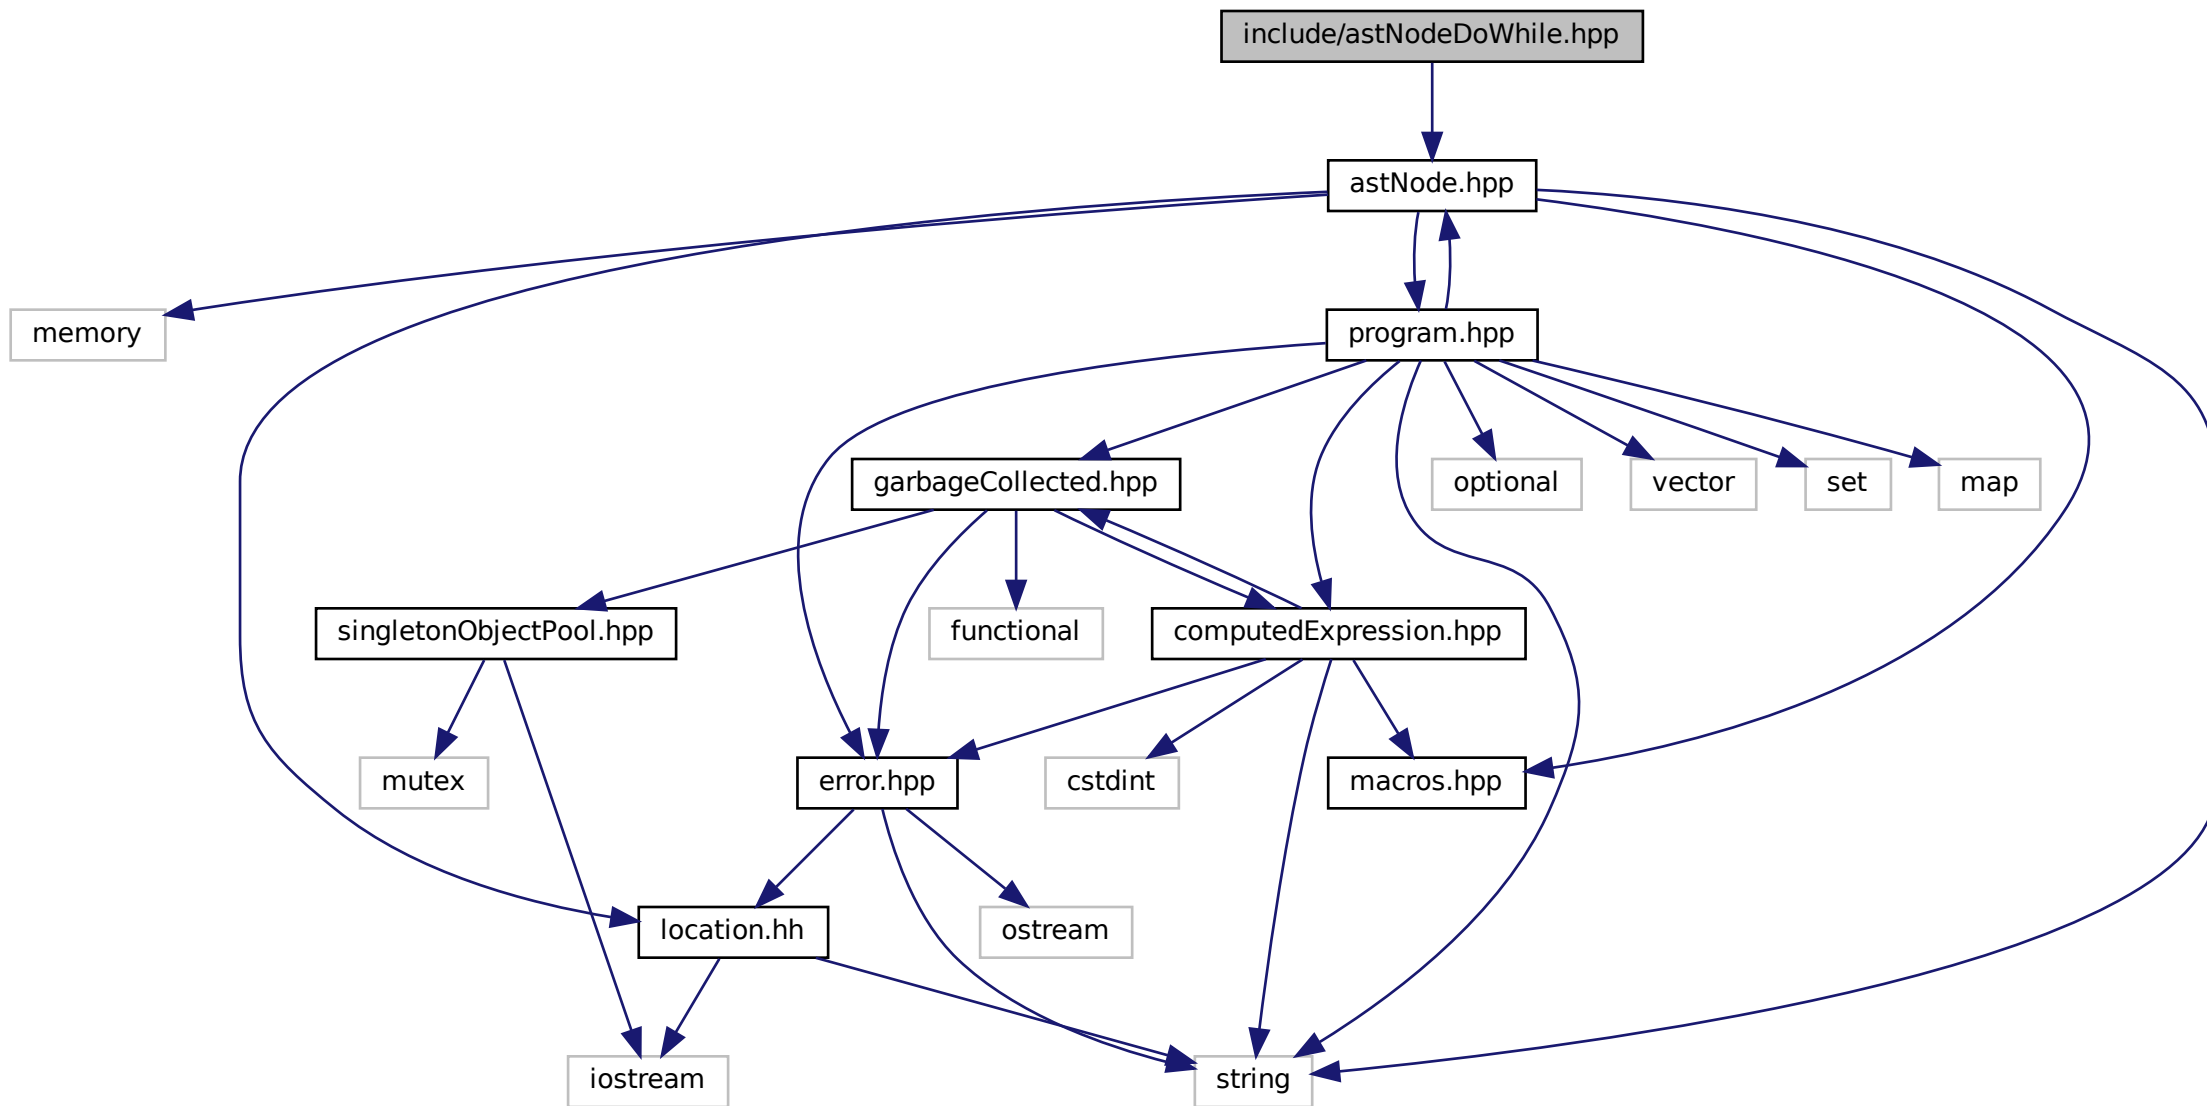 include/astNodeDoWhile.hpp
astNode.hpp
memory
program.hpp
garbageCollected.hpp
optional
vector
set
map
singletonObjectPool.hpp
functional
computedExpression.hpp
mutex
error.hpp
cstdint
macros.hpp
location.hh
ostream
iostream
string